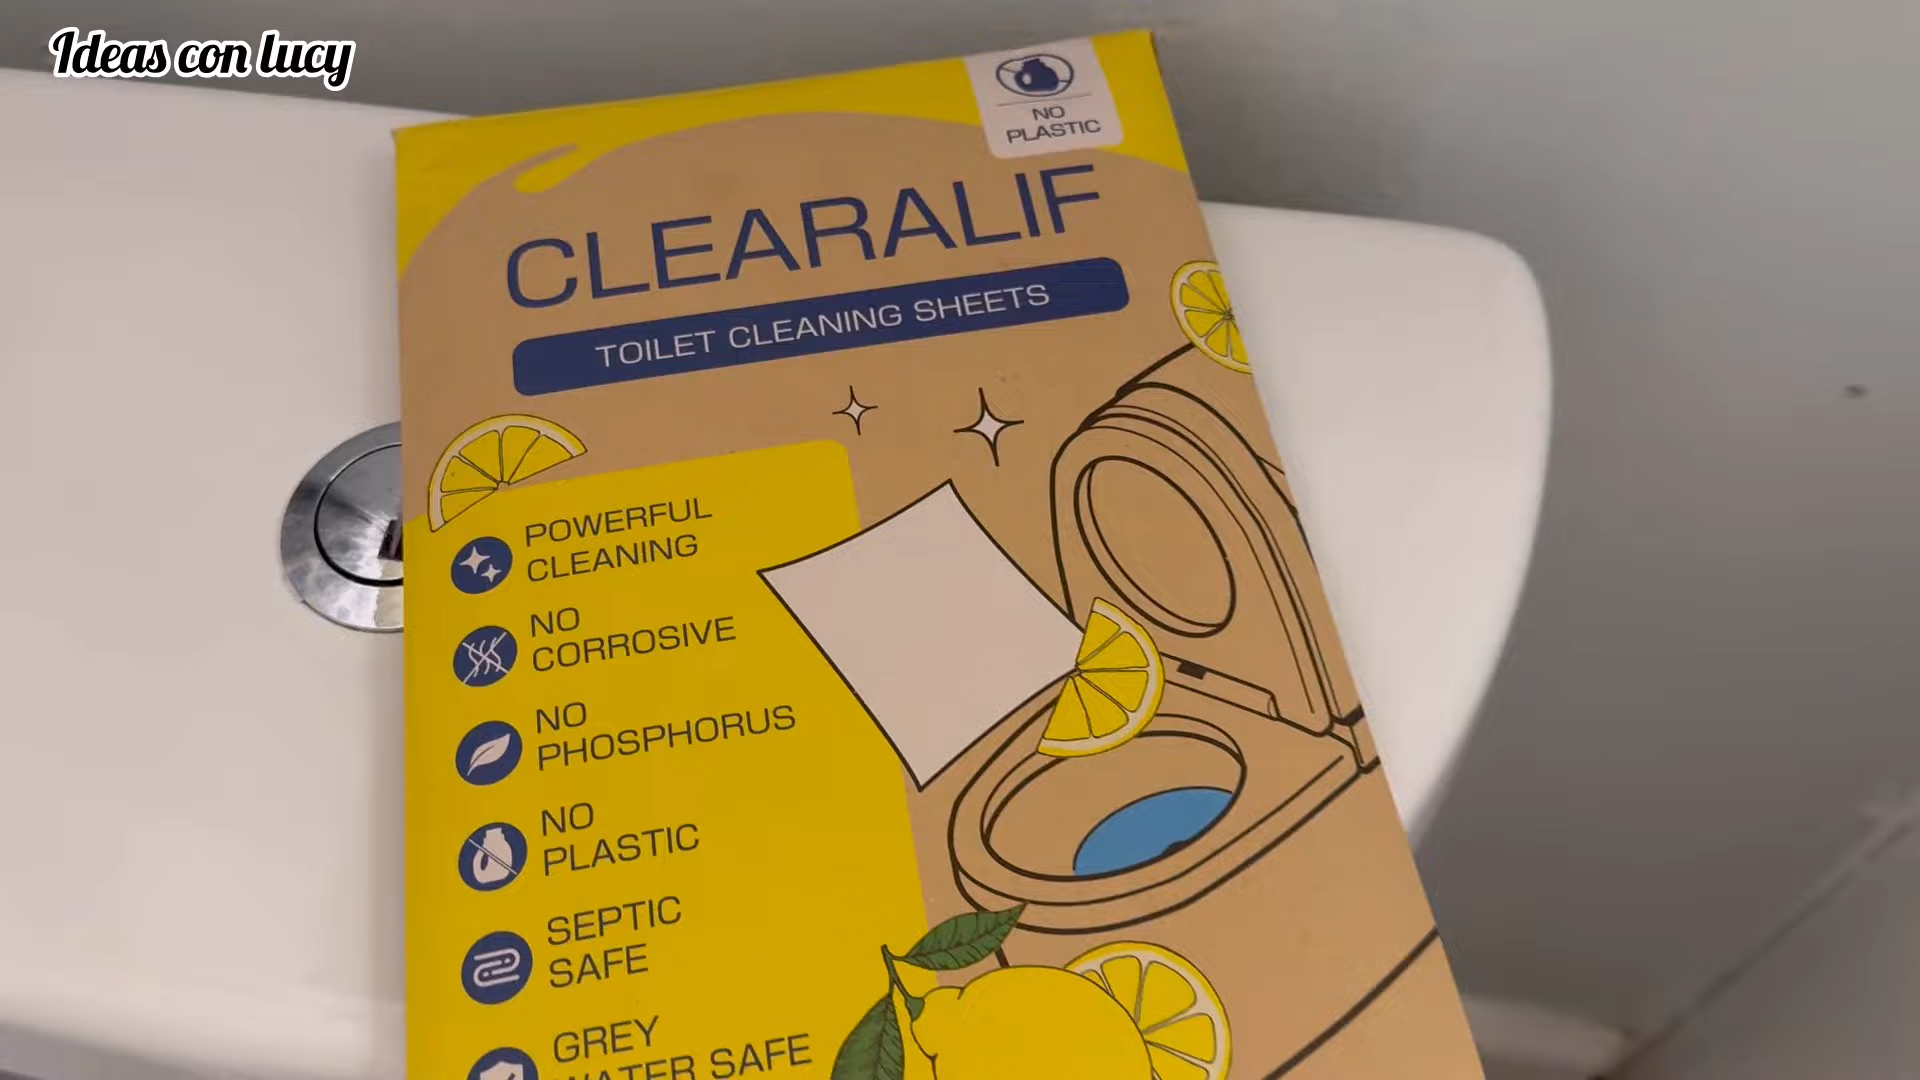 Ideas con lucy
NO
PLASTIC
CLEARALIF
TOILET CLEANING SHEETS
POWERFUL
CLEANING
NO
CORROSIVE
NO
PHOSPHORUS
NO
PLASTIC
SEPTIC
SAFE
GREY
WATER SAFE